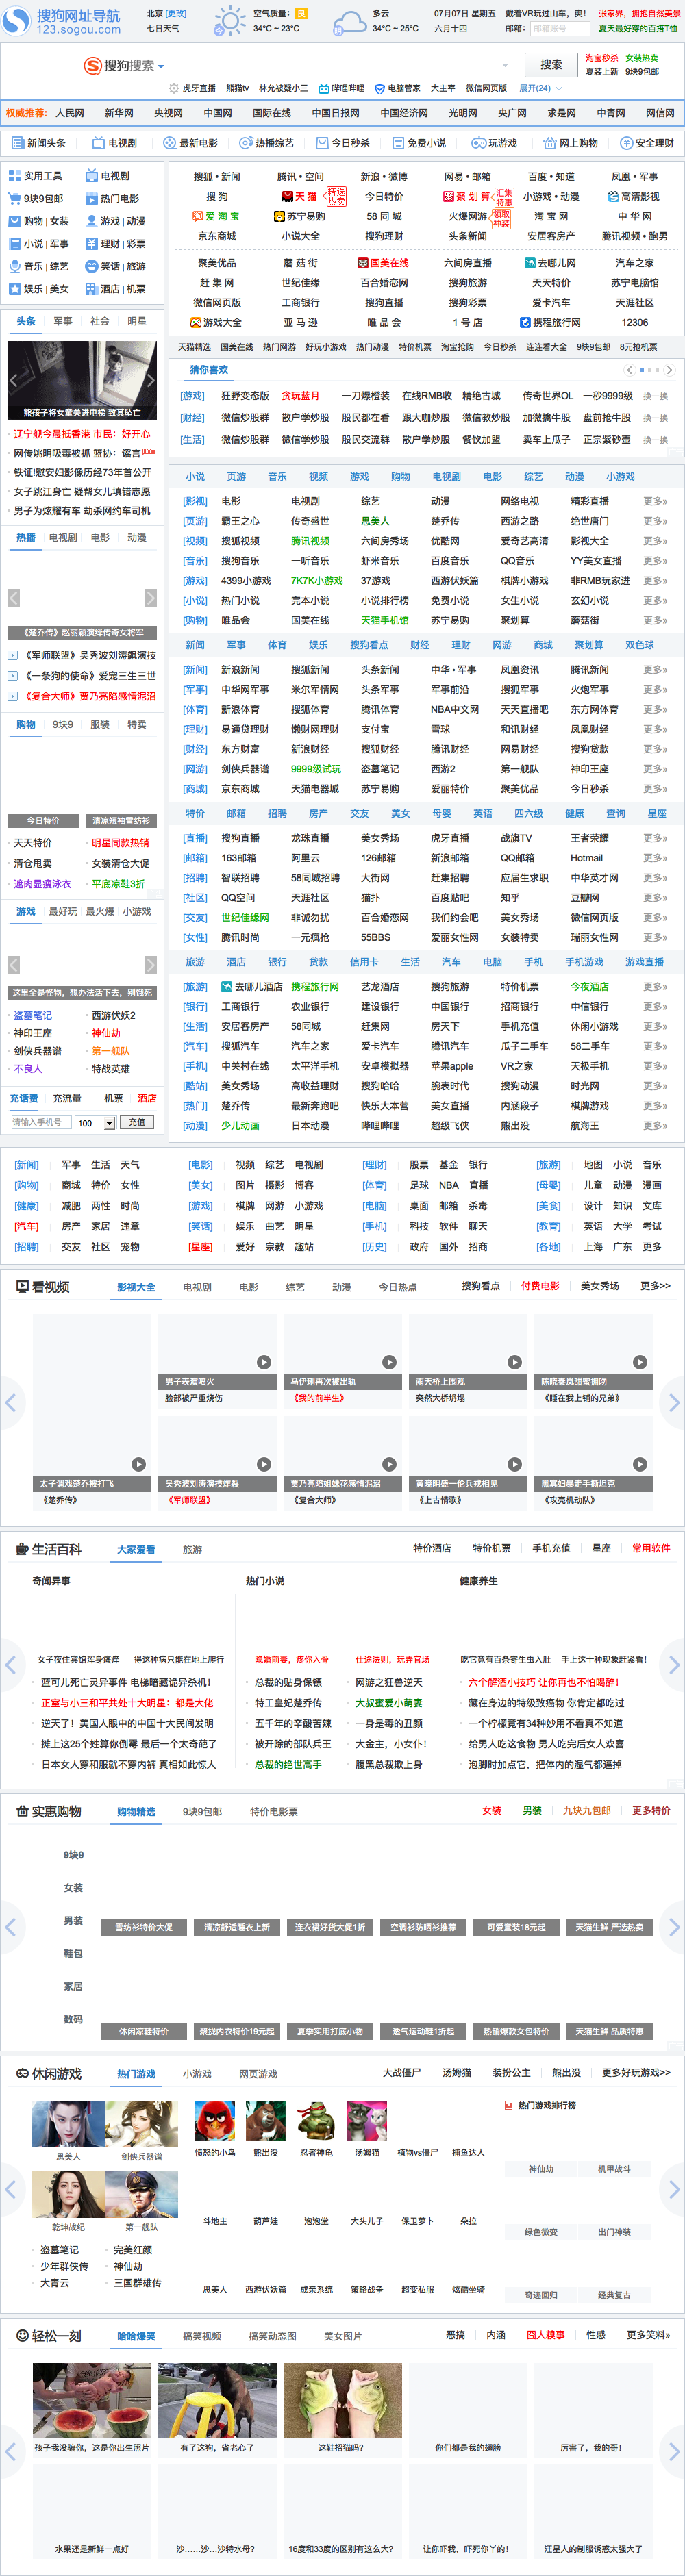 搜狗网址导航
123.sogou.com
北京 [更改]
七日天气
今
空气质量： 良
34°C ~ 23°C
明
多云
34°C ~ 25°C
07月07日 星期五
六月十四
戴着VR玩过山车，爽！
邮箱： 邮箱账号
张家界，拥抱自然美景
夏天最好穿的百搭T恤
搜狗搜索
搜索
淘宝秒杀 女装热卖
夏装上新 9块9包邮
虎牙直播 熊猫tv 林允被疑小三 哔哩哔哩 电脑管家 大主宰 微信网页版 展开(24)
权威推荐： 人民网 新华网 央视网 中国网 国际在线 中国日报网 中国经济网 光明网 央广网 求是网 中青网 网信网
新闻头条 电视剧 最新电影 热播综艺 今日秒杀 免费小说 玩游戏 网上购物 安全理财
实用工具 电视剧
9块9包邮 热门电影
购物 | 女装 游戏 | 动漫
小说 | 军事 理财 | 彩票
音乐 | 综艺 笑话 | 旅游
娱乐 | 美女 酒店 | 机票
搜狐 • 新闻 腾讯 • 空间 新浪 • 微博 网易 • 邮箱 百度 • 知道 凤凰 • 军事
搜 狗 天 猫 精选热卖 今日特价 聚 划 算 汇集特惠 小游戏 • 动漫 高清影视
爱 淘 宝 苏宁易购 58 同 城 火爆网游 领取神装 淘 宝 网 中 华 网
京东商城 小说大全 搜狗理财 头条新闻 安居客房产 腾讯视频 • 跑男
聚美优品 蘑 菇 街 国美在线 六间房直播 去哪儿网 汽车之家
赶 集 网 世纪佳缘 百合婚恋网 搜狗旅游 天天特价 苏宁电脑馆
微信网页版 工商银行 搜狗直播 搜狗彩票 爱卡汽车 天涯社区
游戏大全 亚 马 逊 唯 品 会 1 号 店 携程旅行网 12306
天猫精选 国美在线 热门网游 好玩小游戏 热门动漫 特价机票 淘宝抢购 今日秒杀 连连看大全 9块9包邮 8元抢机票
头条 军事 社会 明星
熊孩子将女童关进电梯 致其坠亡
辽宁舰今晨抵香港 市民：好开心
网传姚明吸毒被抓 篮协：谣言
铁证!慰安妇影像历经73年首公开
女子跳江身亡 疑帮女儿填错志愿
男子为炫耀有车 劫杀网约车司机
猜你喜欢
[游戏] 狂野变态版 贪玩蓝月 一刀爆橙装 在线RMB收 精绝古城 传奇世界OL 一秒9999级 换一换
[财经] 微信炒股群 散户学炒股 股民都在看 跟大咖炒股 微信教炒股 加微擒牛股 盘前抢牛股 换一换
[生活] 微信炒股群 微信学炒股 股民交流群 散户学炒股 餐饮加盟 卖车上瓜子 正宗紫砂壶 换一换
热播 电视剧 电影 动漫
《楚乔传》赵丽颖演绎传奇女将军
《军师联盟》吴秀波刘涛飙演技
《一条狗的使命》爱宠三生三世
《复合大师》贾乃亮陷感情泥沼
购物 9块9 服装 特卖
今日特价 清凉短袖雪纺衫
天天特价 明星同款热销
清仓甩卖 女装清仓大促
遮肉显瘦泳衣 平底凉鞋3折
游戏 最好玩 最火爆 小游戏
这里全是怪物，想办法活下去，别饿死
盗墓笔记 西游伏妖2
神印王座 神仙劫
剑侠兵器谱 第一舰队
不良人 特战英雄
充话费 充流量 机票 酒店
请输入手机号 100 充值
小说 页游 音乐 视频 游戏 购物 电视剧 电影 综艺 动漫 小游戏
[影视] 电影 电视剧 综艺 动漫 网络电视 精彩直播 更多»
[页游] 霸王之心 传奇盛世 思美人 楚乔传 西游之路 绝世唐门 更多»
[视频] 搜狐视频 腾讯视频 六间房秀场 优酷网 爱奇艺高清 影视大全 更多»
[音乐] 搜狗音乐 一听音乐 虾米音乐 百度音乐 QQ音乐 YY美女直播 更多»
[游戏] 4399小游戏 7K7K小游戏 37游戏 西游伏妖篇 棋牌小游戏 非RMB玩家进 更多»
[小说] 热门小说 完本小说 小说排行榜 免费小说 女生小说 玄幻小说 更多»
[购物] 唯品会 国美在线 天猫手机馆 苏宁易购 聚划算 蘑菇街 更多»
新闻 军事 体育 娱乐 搜狗看点 财经 理财 网游 商城 聚划算 双色球
[新闻] 新浪新闻 搜狐新闻 头条新闻 中华 • 军事 凤凰资讯 腾讯新闻 更多»
[军事] 中华网军事 米尔军情网 头条军事 军事前沿 搜狐军事 火炮军事 更多»
[体育] 新浪体育 搜狐体育 腾讯体育 NBA中文网 天天直播吧 东方网体育 更多»
[理财] 易通贷理财 懒财网理财 支付宝 雪球 和讯财经 凤凰财经 更多»
[财经] 东方财富 新浪财经 搜狐财经 腾讯财经 网易财经 搜狗贷款 更多»
[网游] 剑侠兵器谱 9999级试玩 盗墓笔记 西游2 第一舰队 神印王座 更多»
[商城] 京东商城 天猫电器城 苏宁易购 爱丽特价 聚美优品 今日秒杀 更多»
特价 邮箱 招聘 房产 交友 美女 母婴 英语 四六级 健康 查询 星座
[直播] 搜狗直播 龙珠直播 美女秀场 虎牙直播 战旗TV 王者荣耀 更多»
[邮箱] 163邮箱 阿里云 126邮箱 新浪邮箱 QQ邮箱 Hotmail 更多»
[招聘] 智联招聘 58同城招聘 大街网 赶集招聘 应届生求职 中华英才网 更多»
[社区] QQ空间 天涯社区 猫扑 百度贴吧 知乎 豆瓣网 更多»
[交友] 世纪佳缘网 非诚勿扰 百合婚恋网 我们约会吧 美女秀场 微信网页版 更多»
[女性] 腾讯时尚 一元疯抢 55BBS 爱丽女性网 女装特卖 瑞丽女性网 更多»
旅游 酒店 银行 贷款 信用卡 生活 汽车 电脑 手机 手机游戏 游戏直播
[旅游] 去哪儿酒店 携程旅行网 艺龙酒店 搜狗旅游 特价机票 今夜酒店 更多»
[银行] 工商银行 农业银行 建设银行 中国银行 招商银行 中信银行 更多»
[生活] 安居客房产 58同城 赶集网 房天下 手机充值 休闲小游戏 更多»
[汽车] 搜狐汽车 汽车之家 爱卡汽车 腾讯汽车 瓜子二手车 58二手车 更多»
[手机] 中关村在线 太平洋手机 安卓模拟器 苹果apple VR之家 天极手机 更多»
[酷站] 美女秀场 高收益理财 搜狗哈哈 腕表时代 搜狗动漫 时光网 更多»
[热门] 楚乔传 最新奔跑吧 快乐大本营 美女直播 内涵段子 棋牌游戏 更多»
[动漫] 少儿动画 日本动漫 哔哩哔哩 超级飞侠 熊出没 航海王 更多»
[新闻] 军事 生活 天气 [电影] 视频 综艺 电视剧 [理财] 股票 基金 银行 [旅游] 地图 小说 音乐
[购物] 商城 特价 女性 [美女] 图片 摄影 博客 [体育] 足球 NBA 直播 [母婴] 儿童 动漫 漫画
[健康] 减肥 两性 时尚 [游戏] 棋牌 网游 小游戏 [电脑] 桌面 邮箱 杀毒 [美食] 设计 知识 文库
[汽车] 房产 家居 违章 [笑话] 娱乐 曲艺 明星 [手机] 科技 软件 聊天 [教育] 英语 大学 考试
[招聘] 交友 社区 宠物 [星座] 爱好 宗教 趣站 [历史] 政府 国外 招商 [各地] 上海 广东 更多
看视频 影视大全 电视剧 电影 综艺 动漫 今日热点 搜狗看点 付费电影 美女秀场 更多>>
男子表演喷火 马伊琍再次被出轨 雨天桥上围观 陈晓秦岚甜蜜拥吻
脸部被严重烧伤 《我的前半生》 突然大桥坍塌 《睡在我上铺的兄弟》
太子调戏楚乔被打飞 吴秀波刘涛演技炸裂 贾乃亮陷姐妹花感情泥沼 黄晓明盛一伦兵戎相见 黑寡妇暴走手撕坦克
《楚乔传》 《军师联盟》 《复合大师》 《上古情歌》 《攻壳机动队》
生活百科 大家爱看 旅游 特价酒店 特价机票 手机充值 星座 常用软件
奇闻异事 热门小说 健康养生
女子夜住宾馆浑身瘙痒 得这种病只能在地上爬行 隐婚前妻，疼你入骨 仕途法则，玩弄官场 吃它竟有百条寄生虫入肚 手上这十种现象赶紧看！
蓝可儿死亡灵异事件 电梯暗藏诡异杀机！ 总裁的贴身保镖 网游之狂兽逆天 六个解酒小技巧 让你再也不怕喝醉！
正室与小三和平共处十大明星：都是大佬 特工皇妃楚乔传 大叔蜜爱小萌妻 藏在身边的特级致癌物 你肯定都吃过
逆天了！美国人眼中的中国十大民间发明 五千年的辛酸苦辣 一身是毒的丑颜 一个柠檬竟有34种妙用不看真不知道
摊上这25个姓算你倒霉 最后一个太奇葩了 被开除的部队兵王 大金主，小女仆！ 给男人吃这食物 男人吃完后女人欢喜
日本女人穿和服就不穿内裤 真相如此惊人 总裁的绝世高手 腹黑总裁欺上身 泡脚时加点它，把体内的湿气都逼掉
实惠购物 购物精选 9块9包邮 特价电影票 女装 男装 九块九包邮 更多特价
9块9
女装
男装
鞋包
家居
数码
雪纺衫特价大促 清凉舒适睡衣上新 连衣裙好货大促1折 空调衫防晒衫推荐 可爱童装18元起 天猫生鲜 严选热卖
休闲凉鞋特价 聚拢内衣特价19元起 夏季实用打底小物 透气运动鞋1折起 热销爆款女包特价 天猫生鲜 品质特惠
休闲游戏 热门游戏 小游戏 网页游戏 大战僵尸 汤姆猫 装扮公主 熊出没 更多好玩游戏>>
思美人 剑侠兵器谱
乾坤战纪 第一舰队
盗墓笔记 完美红颜
少年群侠传 神仙劫
大青云 三国群雄传
愤怒的小鸟 熊出没 忍者神龟 汤姆猫 植物vs僵尸 捕鱼达人
斗地主 葫芦娃 泡泡堂 大头儿子 保卫萝卜 朵拉
思美人 西游伏妖篇 成亲系统 策略战争 超变私服 炫酷坐骑
热门游戏排行榜
神仙劫 机甲战斗
绿色微变 出门神装
奇迹回归 经典复古
轻松一刻 哈哈爆笑 搞笑视频 搞笑动态图 美女图片 恶搞 内涵 囧人糗事 性感 更多笑料»
孩子我没骗你，这是你出生照片 有了这狗，省老心了 这鞋招猫吗？ 你们都是我的翅膀 厉害了，我的哥！
水果还是新鲜一点好 沙……沙…沙特水母？ 16度和33度的区别有这么大？ 让你吓我，吓死你丫的！ 汪星人的制服诱惑太强大了